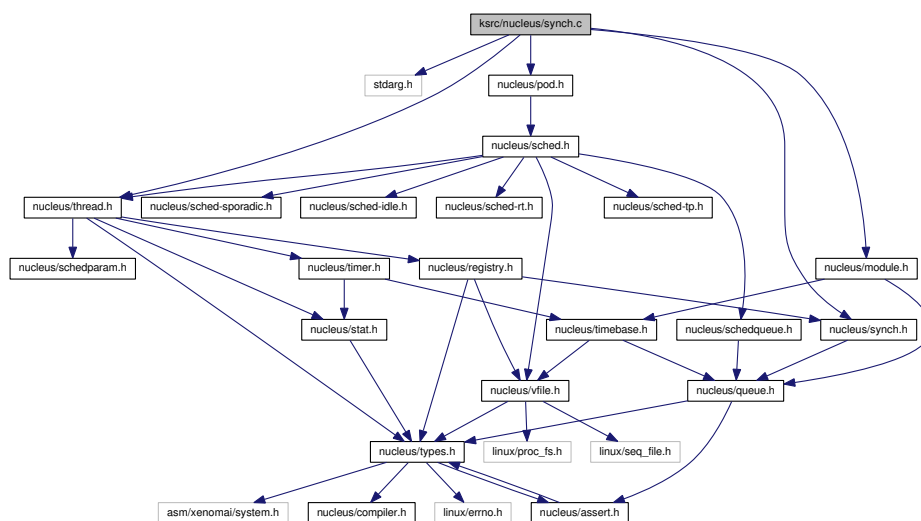 ksrc/nucleus/synch.c
stdarg.h
nucleus/pod.h
nucleus/sched.h
nucleus/thread.h
nucleus/sched-sporadic.h
nucleus/sched-idle.h
nucleus/sched-rt.h
nucleus/sched-tp.h
nucleus/schedparam.h
nucleus/timer.h
nucleus/registry.h
nucleus/module.h
nucleus/stat.h
nucleus/timebase.h
nucleus/schedqueue.h
nucleus/synch.h
nucleus/vfile.h
nucleus/queue.h
nucleus/types.h
linux/proc_fs.h
linux/seq_file.h
asm/xenomai/system.h
nucleus/compiler.h
linux/errno.h
nucleus/assert.h